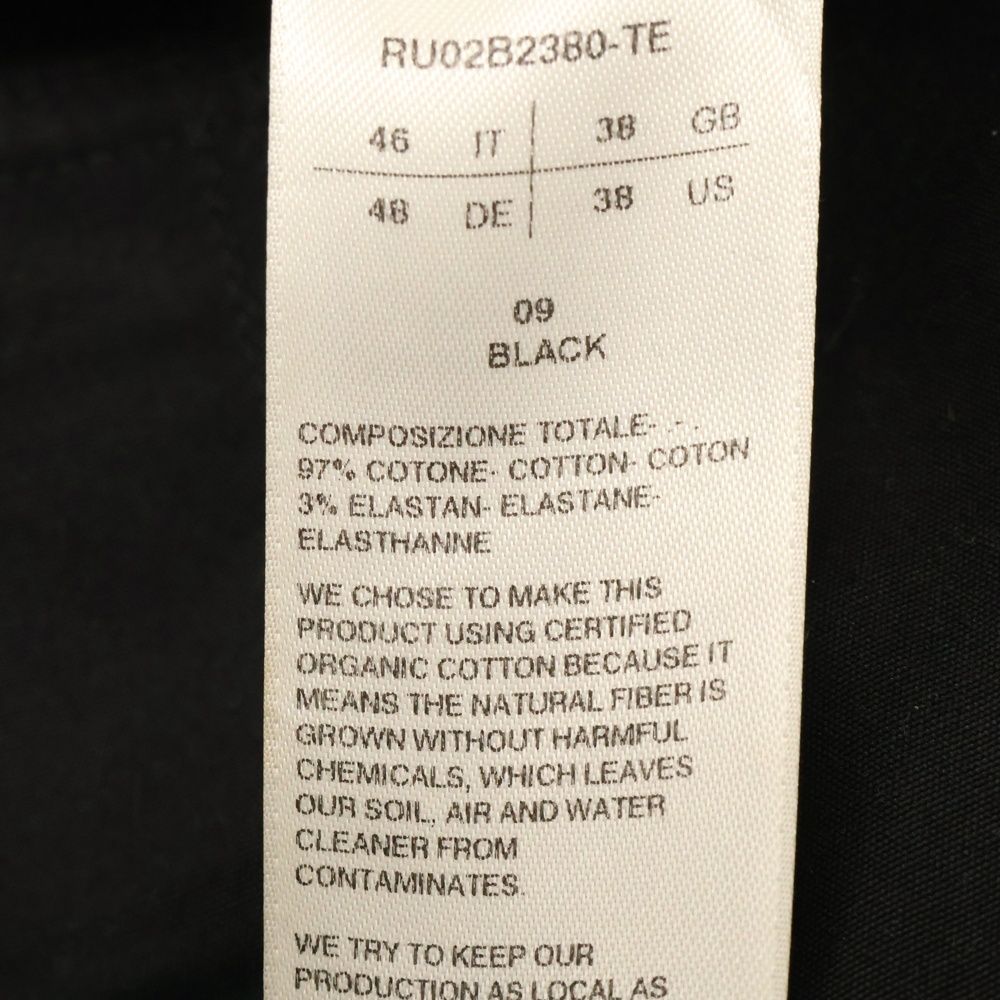 RU02B2380-TE
46 IT 38 GB
48 DE 38 US
09
BLACK
COMPOSIZIONE TOTALE- - -
97% COTONE- COTTON- COTON
3% ELASTAN- ELASTANE-
ELASTHANNE
WE CHOSE TO MAKE THIS
PRODUCT USING CERTIFIED
ORGANIC COTTON BECAUSE IT
MEANS THE NATURAL FIBER IS
GROWN WITHOUT HARMFUL
CHEMICALS, WHICH LEAVES
OUR SOIL, AIR AND WATER
CLEANER FROM
CONTAMINATES.
WE TRY TO KEEP OUR
PRODUCTION AS LOCAL AS